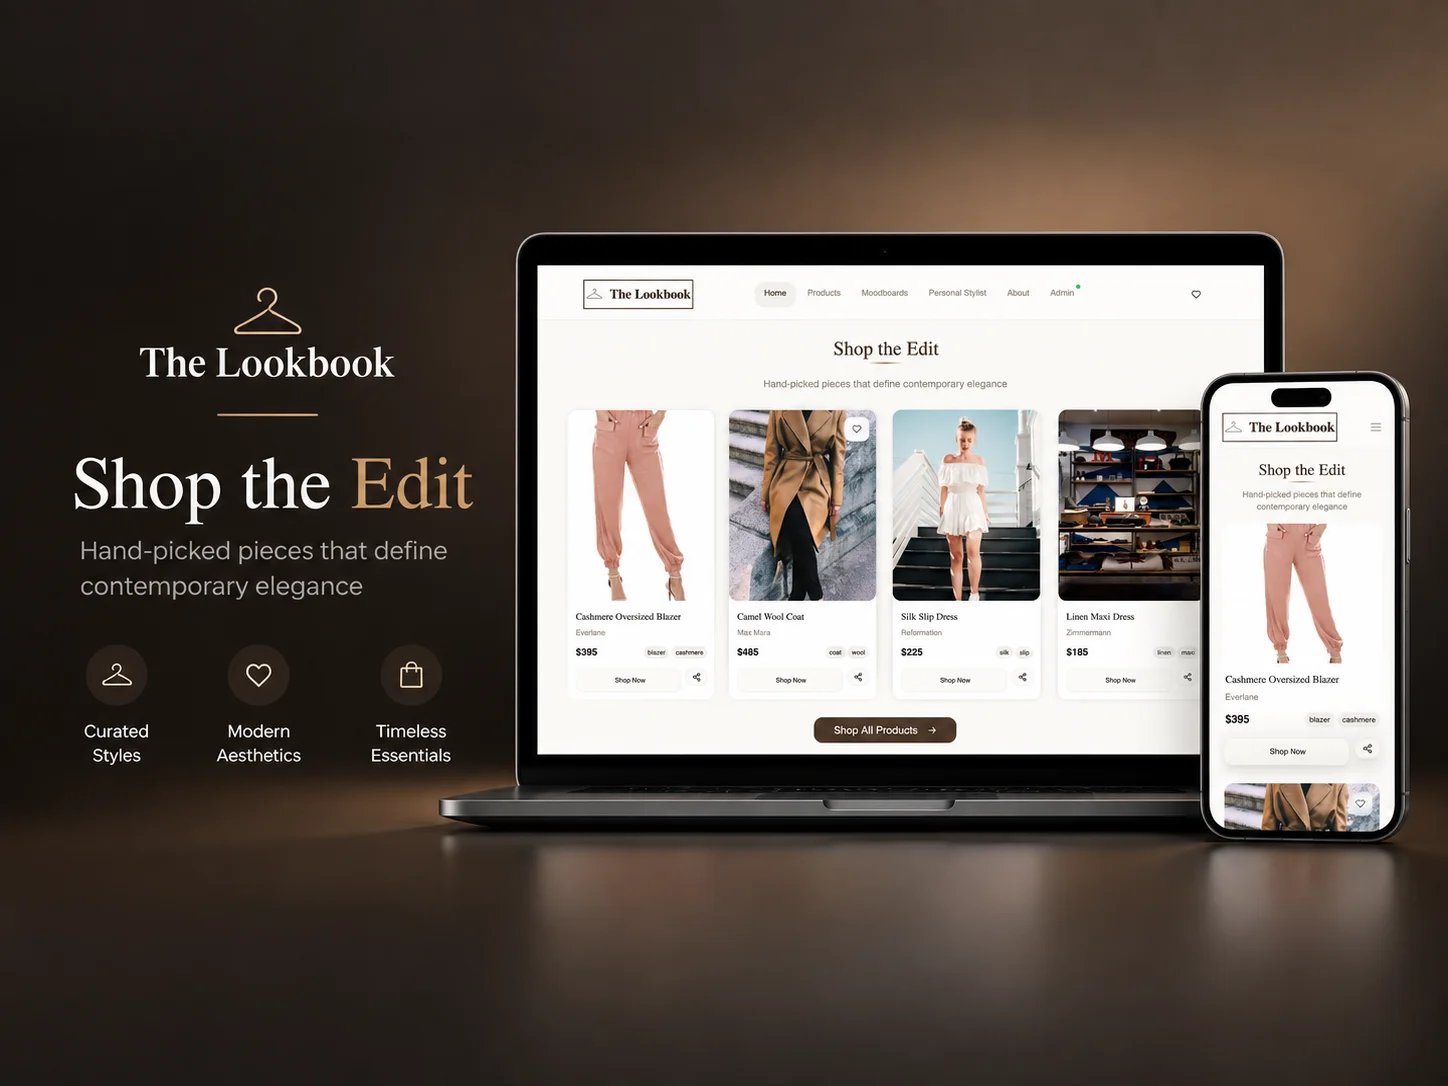 The Lookbook
Shop the Edit
Hand-picked pieces that define
contemporary elegance
Curated
Styles
Modern
Aesthetics
Timeless
Essentials
The Lookbook
Home Products Moodboards Personal Stylist About Admin
Shop the Edit
Hand-picked pieces that define contemporary elegance
Cashmere Oversized Blazer
Everlane
$395 blazer cashmere
Shop Now
Camel Wool Coat
Max Mara
$485 coat wool
Shop Now
Silk Slip Dress
Reformation
$225 silk slip
Shop Now
Linen Maxi Dress
Zimmermann
$185 linen maxi
Shop Now
Shop All Products
The Lookbook
Shop the Edit
Hand-picked pieces that define
contemporary elegance
Cashmere Oversized Blazer
Everlane
$395 blazer cashmere
Shop Now